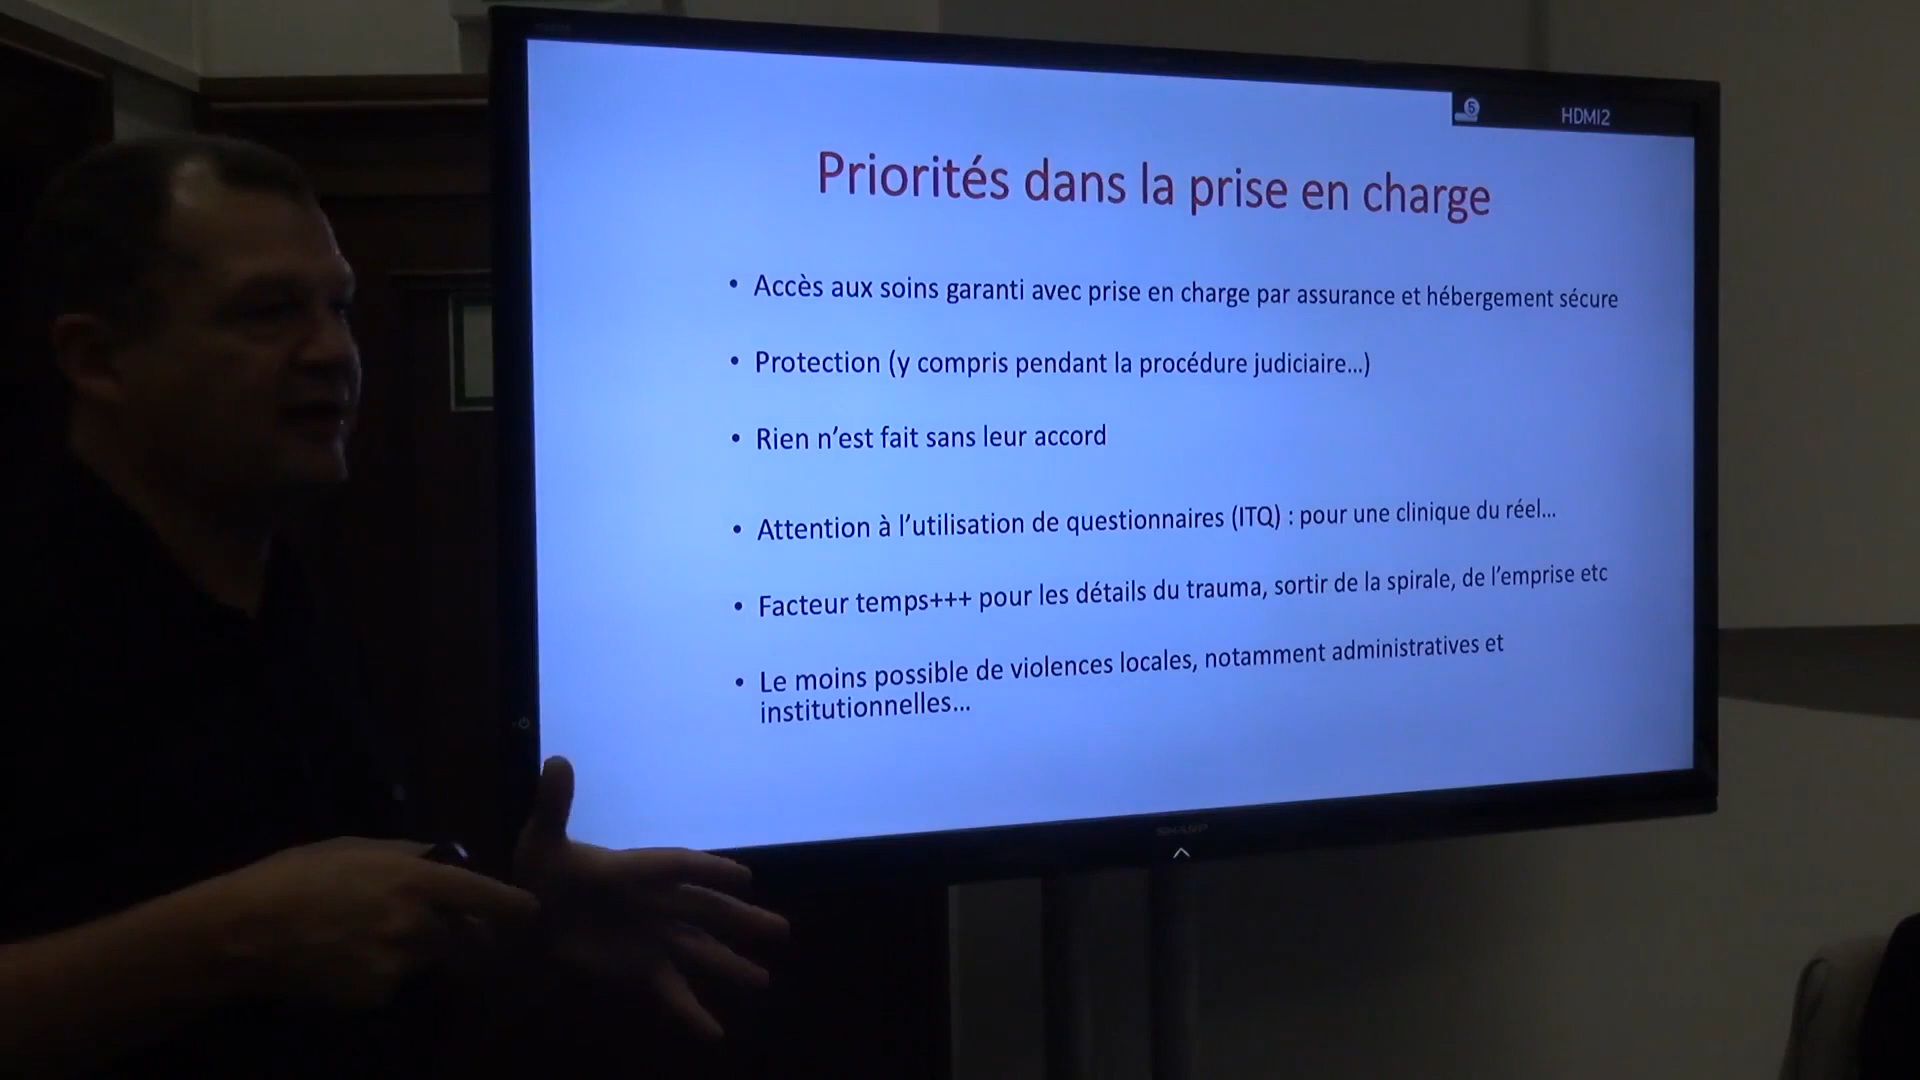 HDMI2
Priorités dans la prise en charge
• Accès aux soins garanti avec prise en charge par assurance et hébergement sécure
• Protection (y compris pendant la procédure judiciaire...)
• Rien n'est fait sans leur accord
• Attention à l'utilisation de questionnaires (ITQ) : pour une clinique du réel...
• Facteur temps+++ pour les détails du trauma, sortir de la spirale, de l'emprise etc
• Le moins possible de violences locales, notamment administratives et
institutionnelles...
SHARP